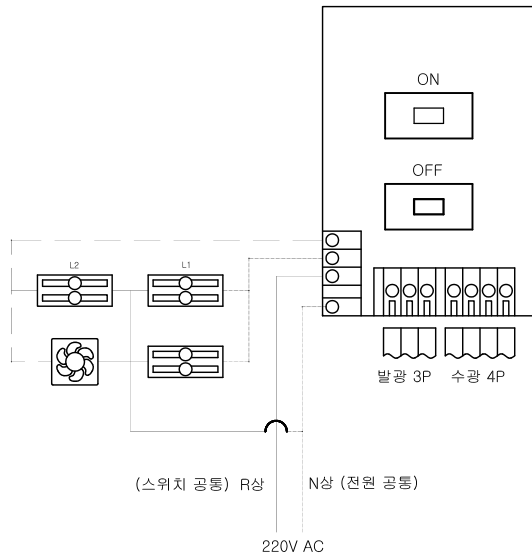 ON
OFF
L2
L1
발광 3P
수광 4P
(스위치 공통) R상
N상 (전원 공통)
220V AC